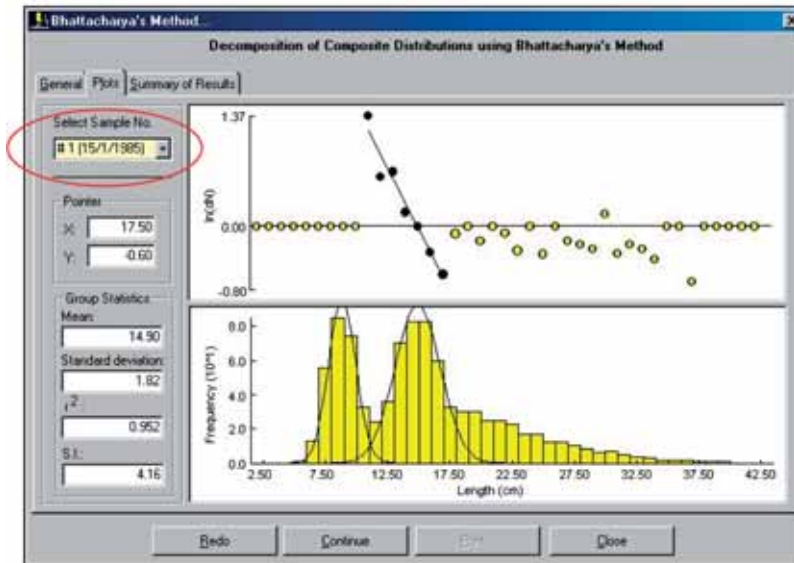 Bhattacharya's Method...
Decomposition of Composite Distributions using Bhattacharya's Method
General Plots Summary of Results
Select Sample No.
# 1 (15/1/1985)
Pointer
X: 17.50
Y: -0.60
Group Statistics
Mean:
14.90
Standard deviation:
1.82
r2:
0.952
S.I.:
4.16
1.37
ln(dN)
0.00
-0.80
Frequency (10^1)
8.0
6.0
4.0
2.0
0.0
2.50 7.50 12.50 17.50 22.50 27.50 32.50 37.50 42.50
Length (cm)
Redo Continue Close